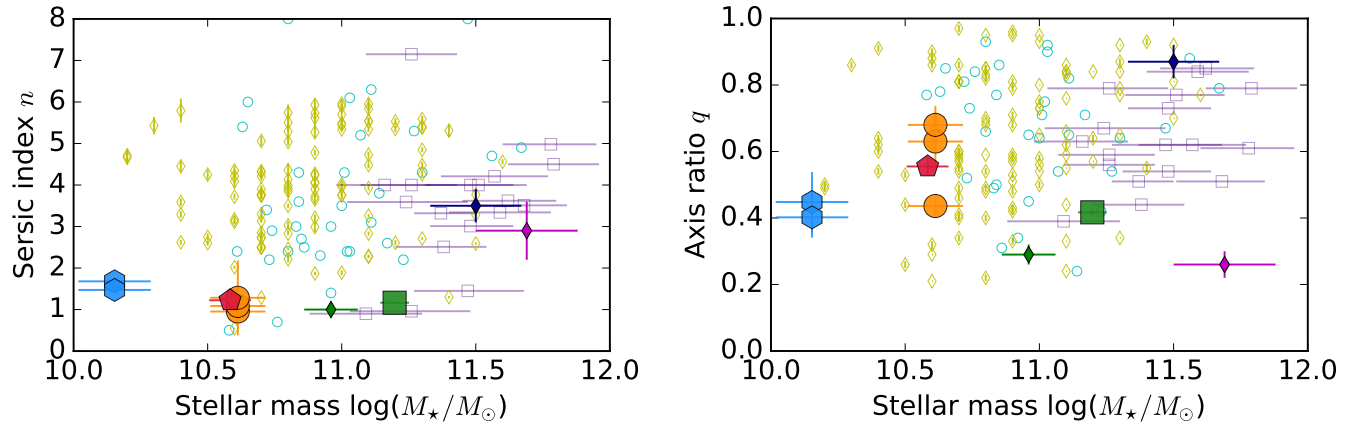 8
7
6
5
4
3
2
1
0
Sersic index n
10.0 10.5 11.0 11.5 12.0
Stellar mass log(M⋆/M⊙)
1.0
0.8
0.6
0.4
0.2
0.0
Axis ratio q
10.0 10.5 11.0 11.5 12.0
Stellar mass log(M⋆/M⊙)